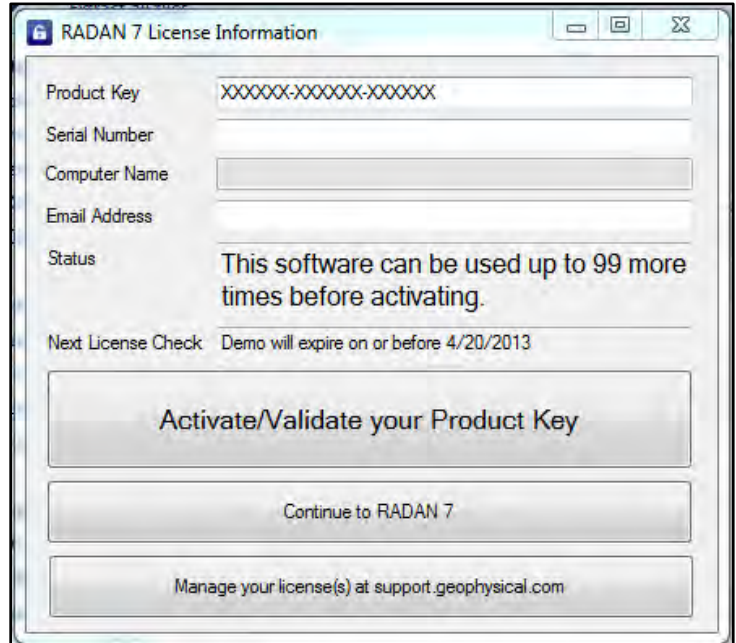 RADAN 7 License Information
Product Key XXXXXX-XXXXXX-XXXXXX
Serial Number
Computer Name
Email Address
Status This software can be used up to 99 more
times before activating.
Next License Check Demo will expire on or before 4/20/2013
Activate/Validate your Product Key
Continue to RADAN 7
Manage your license(s) at support.geophysical.com